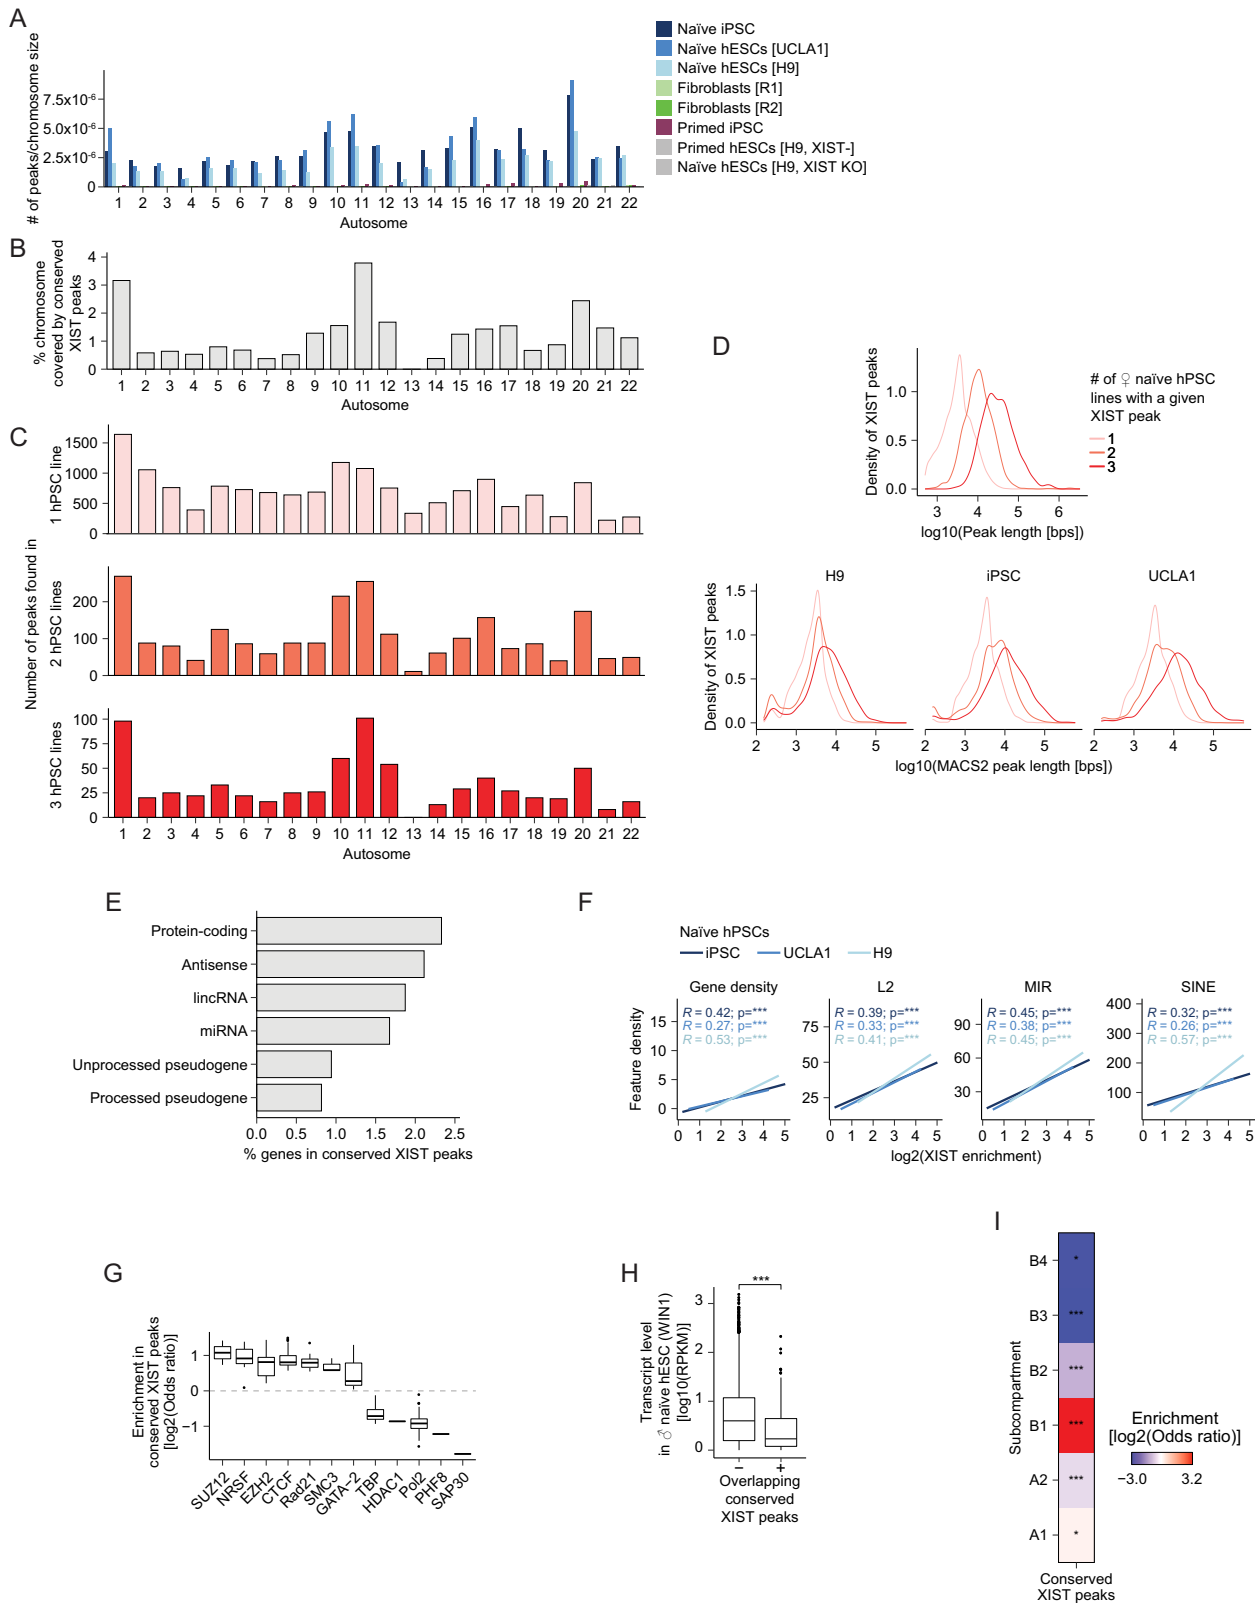 A
# of peaks/chromosome size
7.5x10-6
5.0x10-6
2.5x10-6
0
1 2 3 4 5 6 7 8 9 10 11 12 13 14 15 16 17 18 19 20 21 22
Autosome
Naïve iPSC
Naïve hESCs [UCLA1]
Naïve hESCs [H9]
Fibroblasts [R1]
Fibroblasts [R2]
Primed iPSC
Primed hESCs [H9, XIST-]
Naïve hESCs [H9, XIST KO]
B
% chromosome
covered by conserved
XIST peaks
4
3
2
1
0
1 2 3 4 5 6 7 8 9 10 11 12 13 14 15 16 17 18 19 20 21 22
Autosome
C
Number of peaks found in
1 hPSC line
1500
1000
500
0
2 hPSC lines
200
100
0
3 hPSC lines
100
75
50
25
0
1 2 3 4 5 6 7 8 9 10 11 12 13 14 15 16 17 18 19 20 21 22
Autosome
D
Density of XIST peaks
1.0
0.5
0.0
3 4 5 6
log10(Peak length [bps])
# of ♀ naïve hPSC
lines with a given
XIST peak
1
2
3
H9 iPSC UCLA1
Density of XIST peaks
1.5
1.0
0.5
0.0
2 3 4 5 2 3 4 5 2 3 4 5
log10(MACS2 peak length [bps])
E
Protein-coding
Antisense
lincRNA
miRNA
Unprocessed pseudogene
Processed pseudogene
0.0 0.5 1.0 1.5 2.0 2.5
% genes in conserved XIST peaks
F
Naïve hPSCs
iPSC UCLA1 H9
Feature density
Gene density
R = 0.42; p=***
R = 0.27; p=***
R = 0.53; p=***
15
10
5
0
0 1 2 3 4 5
L2
R = 0.39; p=***
R = 0.33; p=***
R = 0.41; p=***
75
50
25
0 1 2 3 4 5
MIR
R = 0.45; p=***
R = 0.38; p=***
R = 0.45; p=***
90
60
30
0 1 2 3 4 5
SINE
R = 0.32; p=***
R = 0.26; p=***
R = 0.57; p=***
400
300
200
100
0 1 2 3 4 5
log2(XIST enrichment)
G
Enrichment in
conserved XIST peaks
[log2(Odds ratio)]
1
0
−1
SUZ12
NRSF
EZH2
CTCF
Rad21
SMC3
GATA-2
TBP
HDAC1
Pol2
PHF8
SAP30
H
Transcript level
in ♂ naïve hESC (WIN1)
[log10(RPKM)]
3
2
1
0
***
− +
Overlapping
conserved
XIST peaks
I
Subcompartment
B4 *
B3 ***
B2 ***
B1 ***
A2 ***
A1 *
Conserved
XIST peaks
Enrichment
[log2(Odds ratio)]
−3.0 3.2